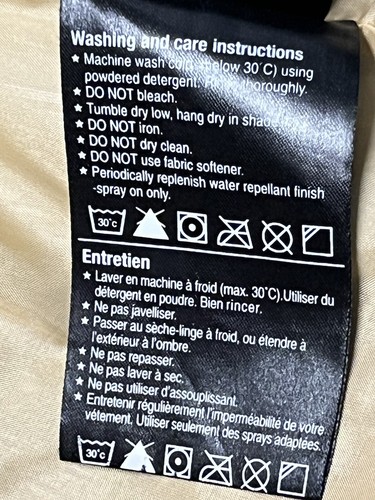 Washing and care instructions
★ Machine wash cold (below 30°C) using
powdered detergent. thoroughly.
★ DO NOT bleach.
★ Tumble dry low, hang dry in shade.
★ DO NOT iron.
★ DO NOT dry clean.
★ DO NOT use fabric softener.
★ Periodically replenish water repellant finish
-spray on only.
30°c
Entretien
★ Laver en machine à froid (max. 30°C).Utiliser du
détergent en poudre. Bien rincer.
★ Ne pas javelliser.
★ Passer au sèche-linge à froid, ou étendre à
l'extérieur à l'ombre.
★ Ne pas repasser.
★ Ne pas laver à sec.
★ Ne pas utiliser d'assouplissant.
★ Entretenir régulièrement l'imperméabilité de votre
vêtement. Utiliser seulement des sprays adaptées.
30°c